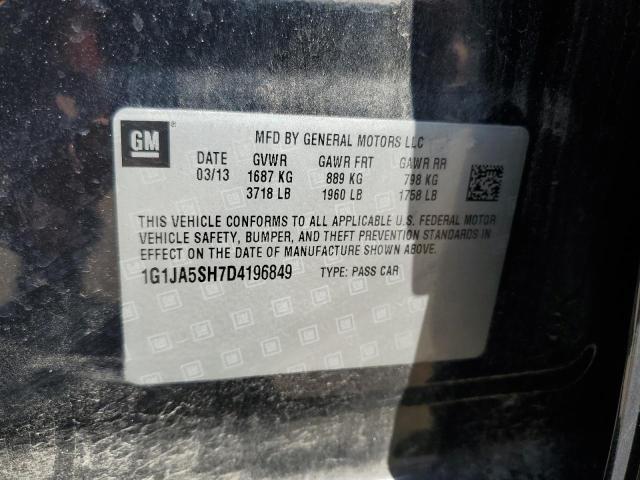 GM
MFD BY GENERAL MOTORS LLC
DATE GVWR GAWR FRT GAWR RR
03/13 1687 KG 889 KG 798 KG
3718 LB 1960 LB 1758 LB
THIS VEHICLE CONFORMS TO ALL APPLICABLE U.S. FEDERAL MOTOR
VEHICLE SAFETY, BUMPER, AND THEFT PREVENTION STANDARDS IN
EFFECT ON THE DATE OF MANUFACTURE SHOWN ABOVE.
1G1JA5SH7D4196849 TYPE: PASS CAR